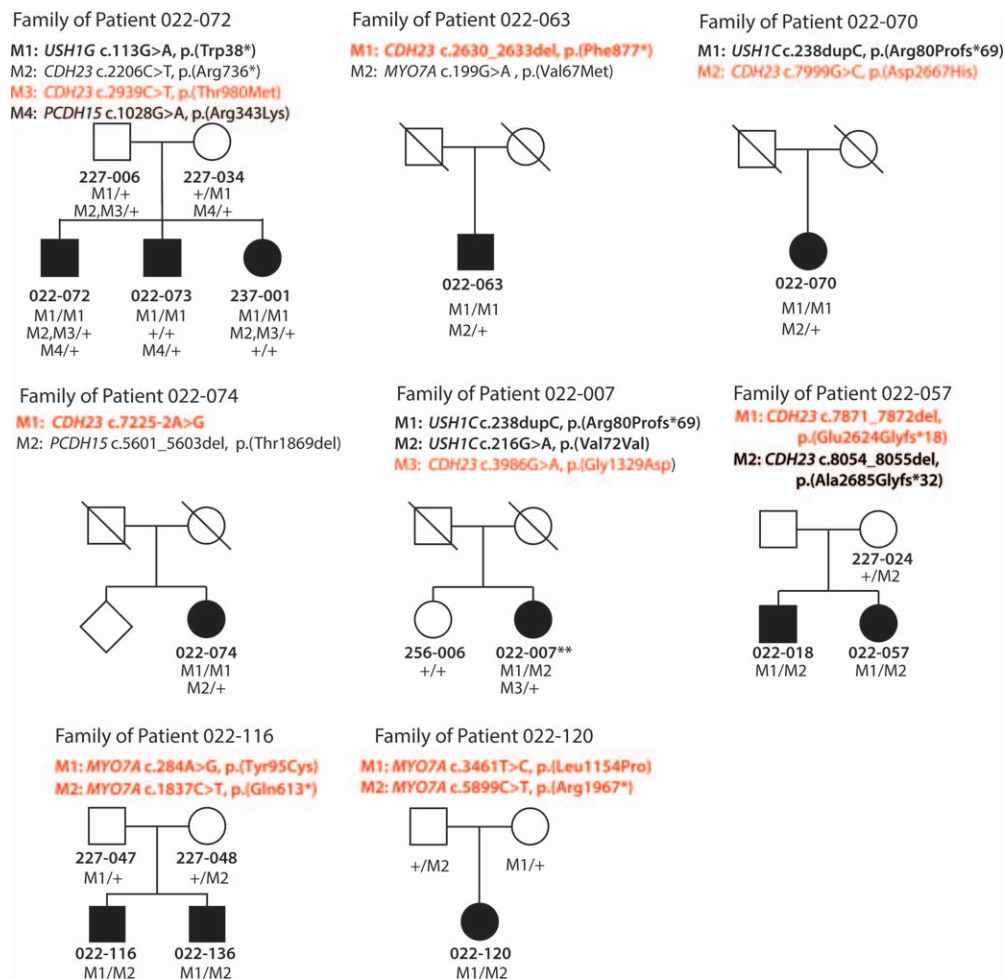 Family of Patient 022-072
M1: USH1G c.113G>A, p.(Trp38*)
M2: CDH23 c.2206C>T, p.(Arg736*)
M3: CDH23 c.2939C>T, p.(Thr980Met)
M4: PCDH15 c.1028G>A, p.(Arg343Lys)
227-006
M1/+
M2,M3/+
227-034
+/M1
M4/+
022-072
M1/M1
M2,M3/+
M4/+
022-073
M1/M1
+/+
M4/+
237-001
M1/M1
M2,M3/+
+/+
Family of Patient 022-063
M1: CDH23 c.2630_2633del, p.(Phe877*)
M2: MYO7A c.199G>A , p.(Val67Met)
022-063
M1/M1
M2/+
Family of Patient 022-070
M1: USH1C c.238dupC, p.(Arg80Profs*69)
M2: CDH23 c.7999G>C, p.(Asp2667His)
022-070
M1/M1
M2/+
Family of Patient 022-074
M1: CDH23 c.7225-2A>G
M2: PCDH15 c.5601_5603del, p.(Thr1869del)
022-074
M1/M1
M2/+
Family of Patient 022-007
M1: USH1C c.238dupC, p.(Arg80Profs*69)
M2: USH1C c.216G>A, p.(Val72Val)
M3: CDH23 c.3986G>A, p.(Gly1329Asp)
256-006
+/+
022-007**
M1/M2
M3/+
Family of Patient 022-057
M1: CDH23 c.7871_7872del,
p.(Glu2624Glyfs*18)
M2: CDH23 c.8054_8055del,
p.(Ala2685Glyfs*32)
227-024
+/M2
022-018
M1/M2
022-057
M1/M2
Family of Patient 022-116
M1: MYO7A c.284A>G, p.(Tyr95Cys)
M2: MYO7A c.1837C>T, p.(Gln613*)
227-047
M1/+
227-048
+/M2
022-116
M1/M2
022-136
M1/M2
Family of Patient 022-120
M1: MYO7A c.3461T>C, p.(Leu1154Pro)
M2: MYO7A c.5899C>T, p.(Arg1967*)
+/M2
M1/+
022-120
M1/M2